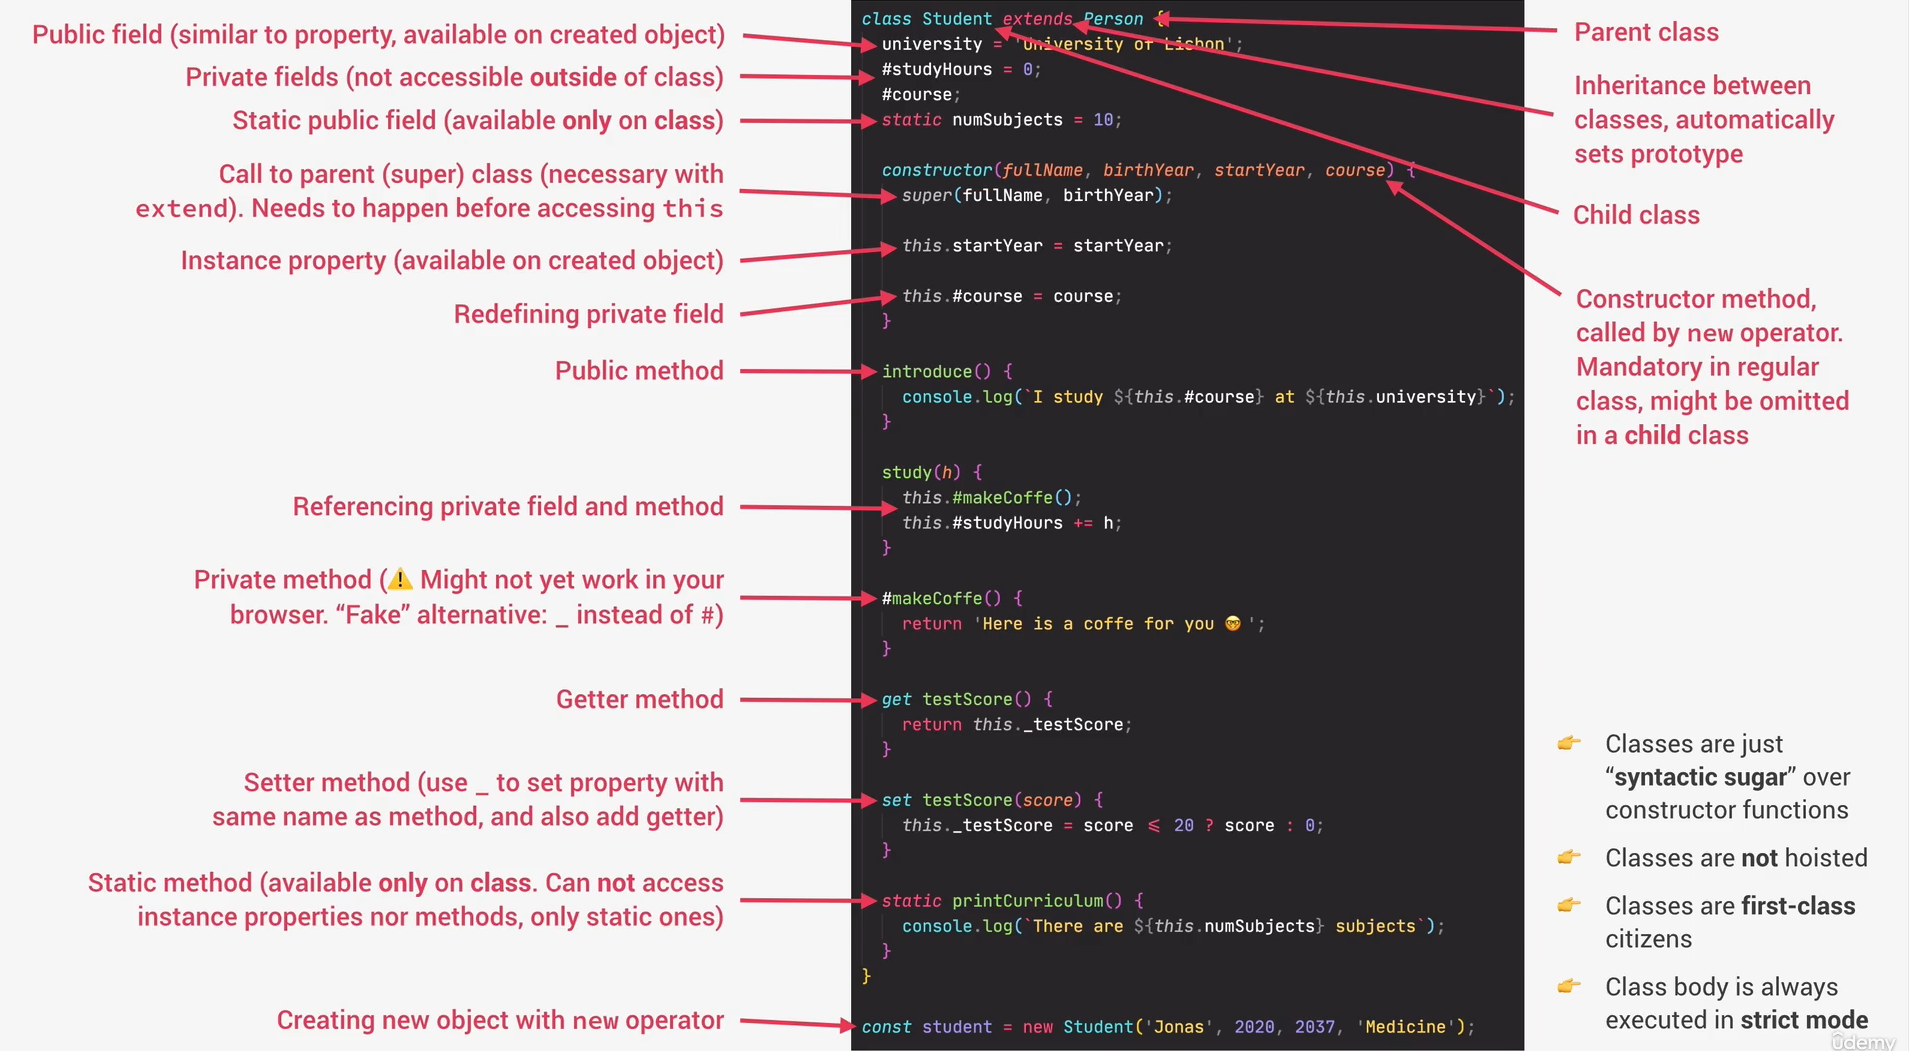 Public field (similar to property, available on created object)
Private fields (not accessible outside of class)
Static public field (available only on class)
Call to parent (super) class (necessary with
extend). Needs to happen before accessing this
Instance property (available on created object)
Redefining private field
Public method
Referencing private field and method
Private method (⚠️ Might not yet work in your
browser. “Fake” alternative: _ instead of #)
Getter method
Setter method (use _ to set property with
same name as method, and also add getter)
Static method (available only on class. Can not access
instance properties nor methods, only static ones)
Creating new object with new operator
class Student extends Person {
university = 'University of Lisbon';
#studyHours = 0;
#course;
static numSubjects = 10;
constructor(fullName, birthYear, startYear, course) {
super(fullName, birthYear);
this.startYear = startYear;
this.#course = course;
}
introduce() {
console.log(`I study ${this.#course} at ${this.university}`);
}
study(h) {
this.#makeCoffe();
this.#studyHours += h;
}
#makeCoffe() {
return 'Here is a coffe for you 🤓';
}
get testScore() {
return this._testScore;
}
set testScore(score) {
this._testScore = score ≤ 20 ? score : 0;
}
static printCurriculum() {
console.log(`There are ${this.numSubjects} subjects`);
}
}
const student = new Student('Jonas', 2020, 2037, 'Medicine');
Parent class
Inheritance between
classes, automatically
sets prototype
Child class
Constructor method,
called by new operator.
Mandatory in regular
class, might be omitted
in a child class
👉 Classes are just
“syntactic sugar” over
constructor functions
👉 Classes are not hoisted
👉 Classes are first-class
citizens
👉 Class body is always
executed in strict mode
ûdemy